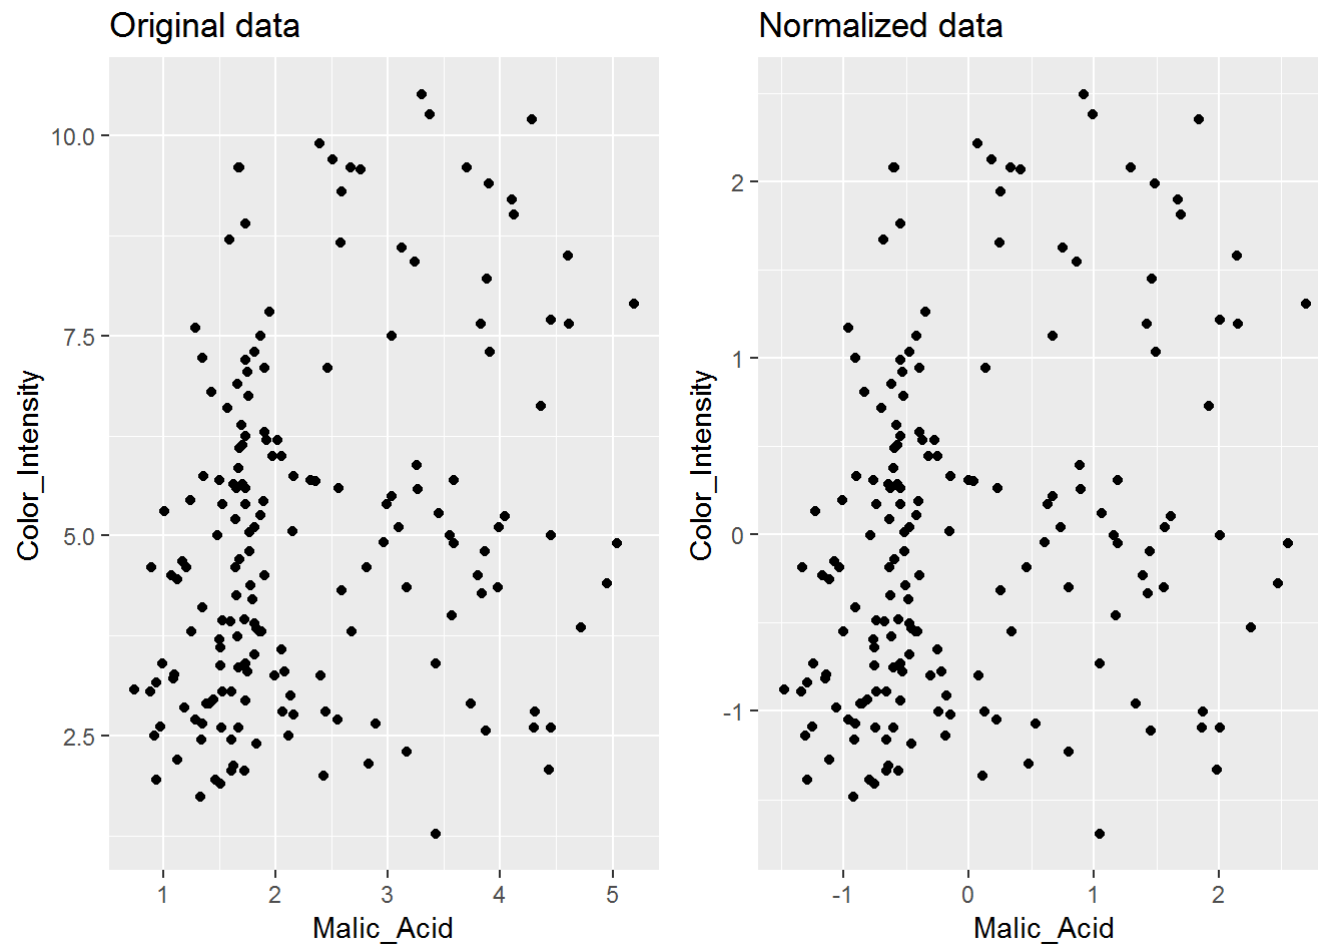 Original data
Color_Intensity
10.0
7.5
5.0
2.5
1 2 3 4 5
Malic_Acid
Normalized data
Color_Intensity
2
1
0
-1
-1 0 1 2
Malic_Acid